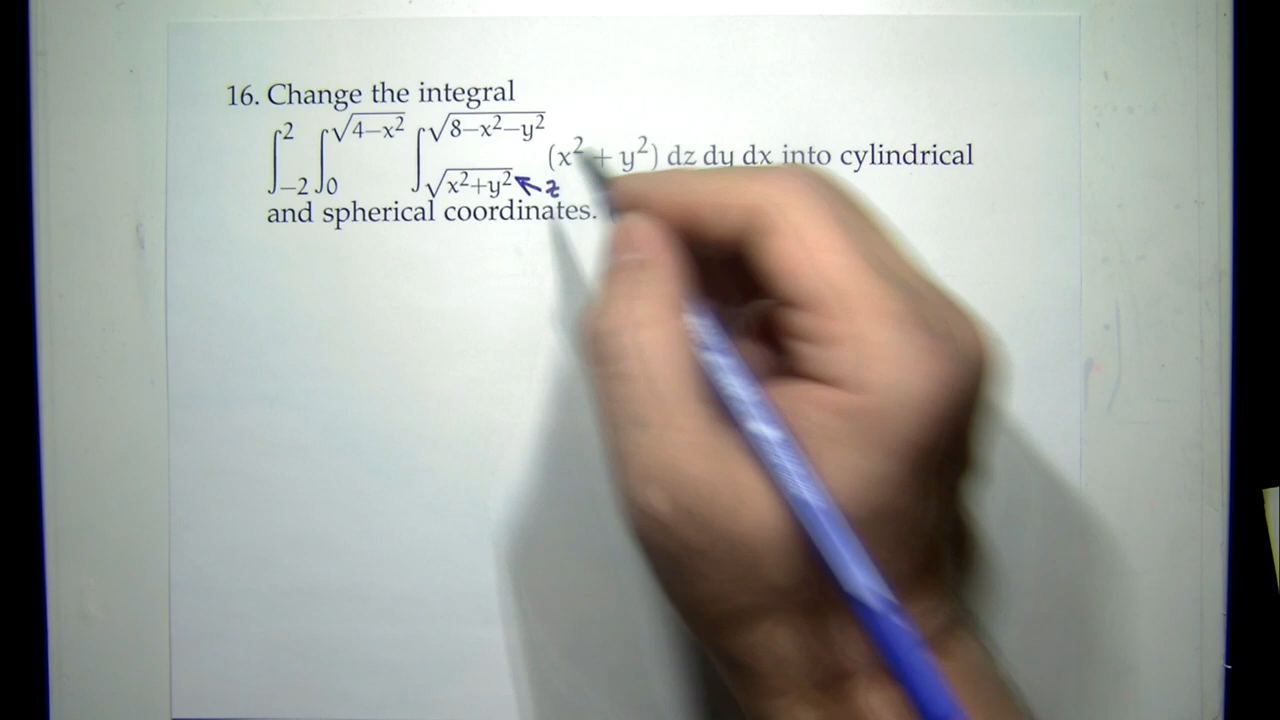 16. Change the integral
∫_{-2}^{2} ∫_{0}^{√(4−x²)} ∫_{√(x²+y²)}^{√(8−x²−y²)} (x² + y²) dz dy dx into cylindrical
z
and spherical coordinates.